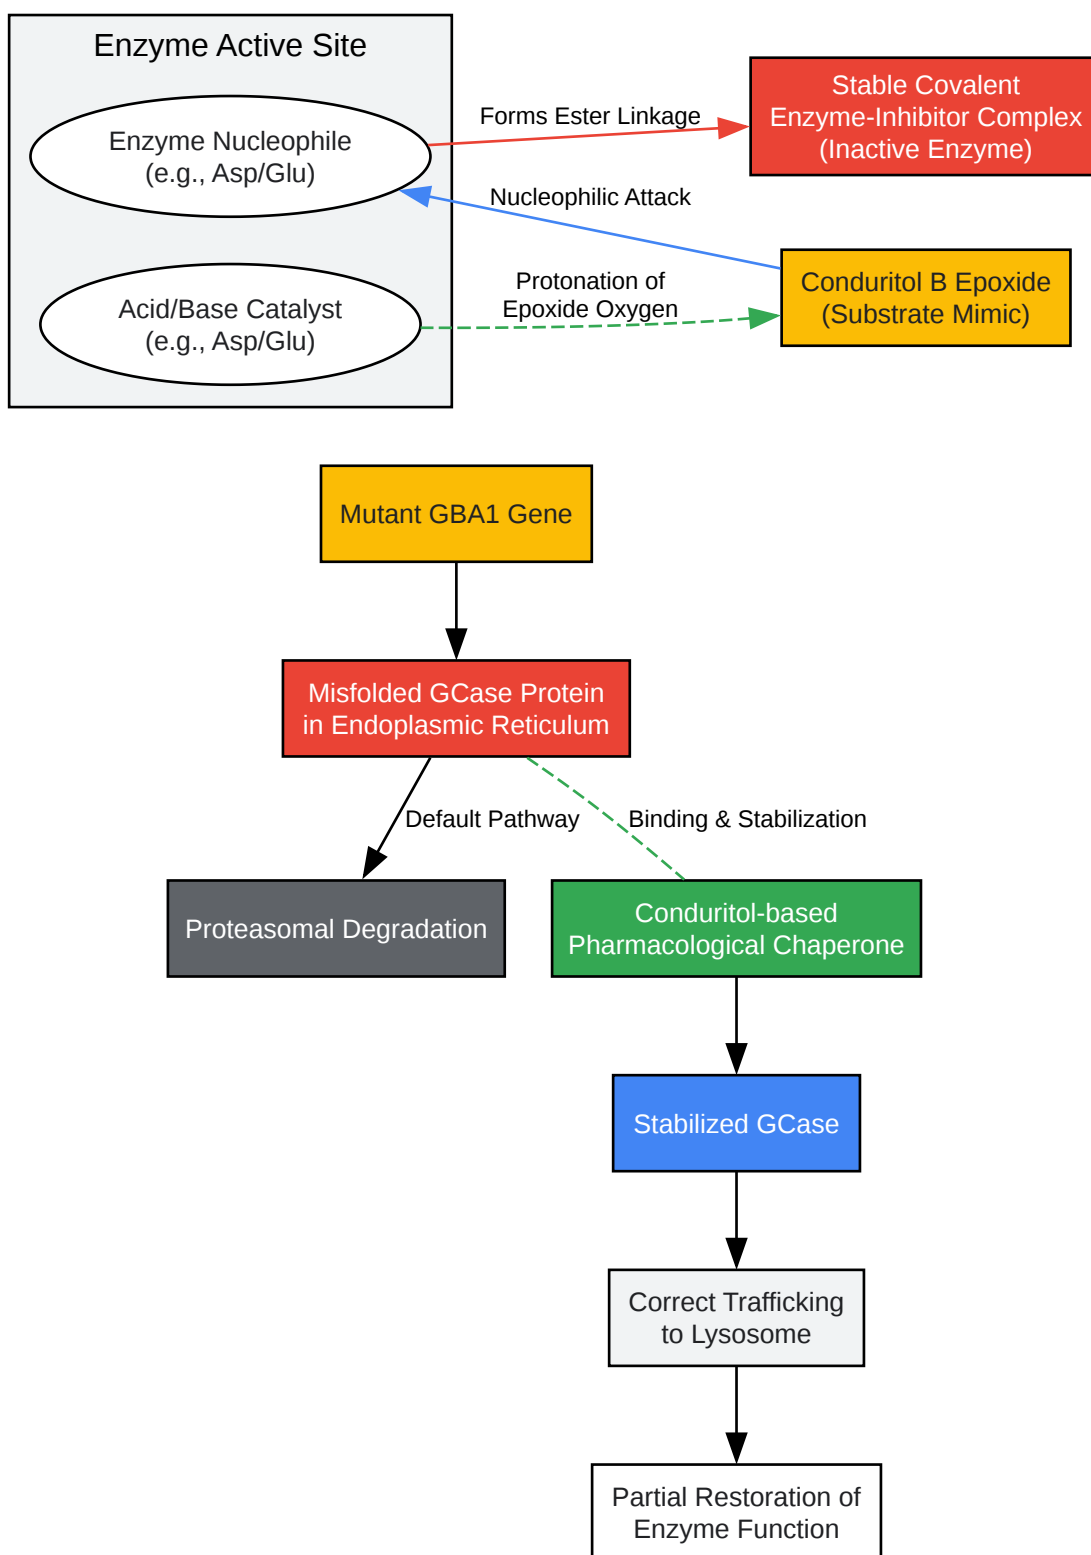 Enzyme Active Site
Enzyme Nucleophile
(e.g., Asp/Glu)
Forms Ester Linkage
Stable Covalent
Enzyme-Inhibitor Complex
(Inactive Enzyme)
Nucleophilic Attack
Acid/Base Catalyst
(e.g., Asp/Glu)
Protonation of
Epoxide Oxygen
Conduritol B Epoxide
(Substrate Mimic)
Mutant GBA1 Gene
Misfolded GCase Protein
in Endoplasmic Reticulum
Default Pathway
Binding & Stabilization
Proteasomal Degradation
Conduritol-based
Pharmacological Chaperone
Stabilized GCase
Correct Trafficking
to Lysosome
Partial Restoration of
Enzyme Function